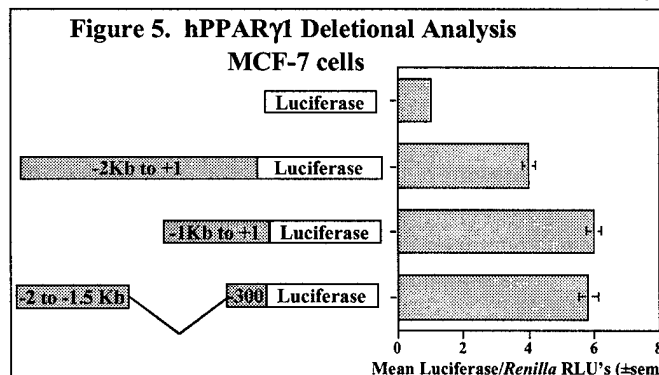 Figure 5. hPPARγ1 Deletional Analysis
MCF-7 cells
Luciferase
-2Kb to +1 Luciferase
-1Kb to +1 Luciferase
-2 to -1.5 Kb -300 Luciferase
0 2 4 6 8
Mean Luciferase/Renilla RLU's (±sem